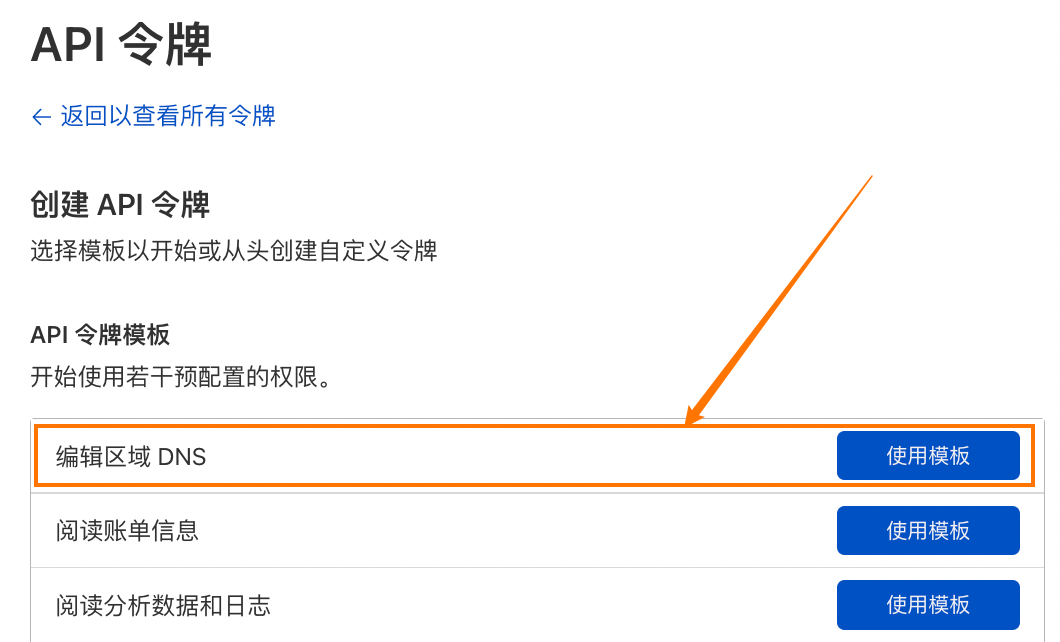 API 令牌
← 返回以查看所有令牌
创建 API 令牌
选择模板以开始或从头创建自定义令牌
API 令牌模板
开始使用若干预配置的权限。
编辑区域 DNS 使用模板
阅读账单信息 使用模板
阅读分析数据和日志 使用模板